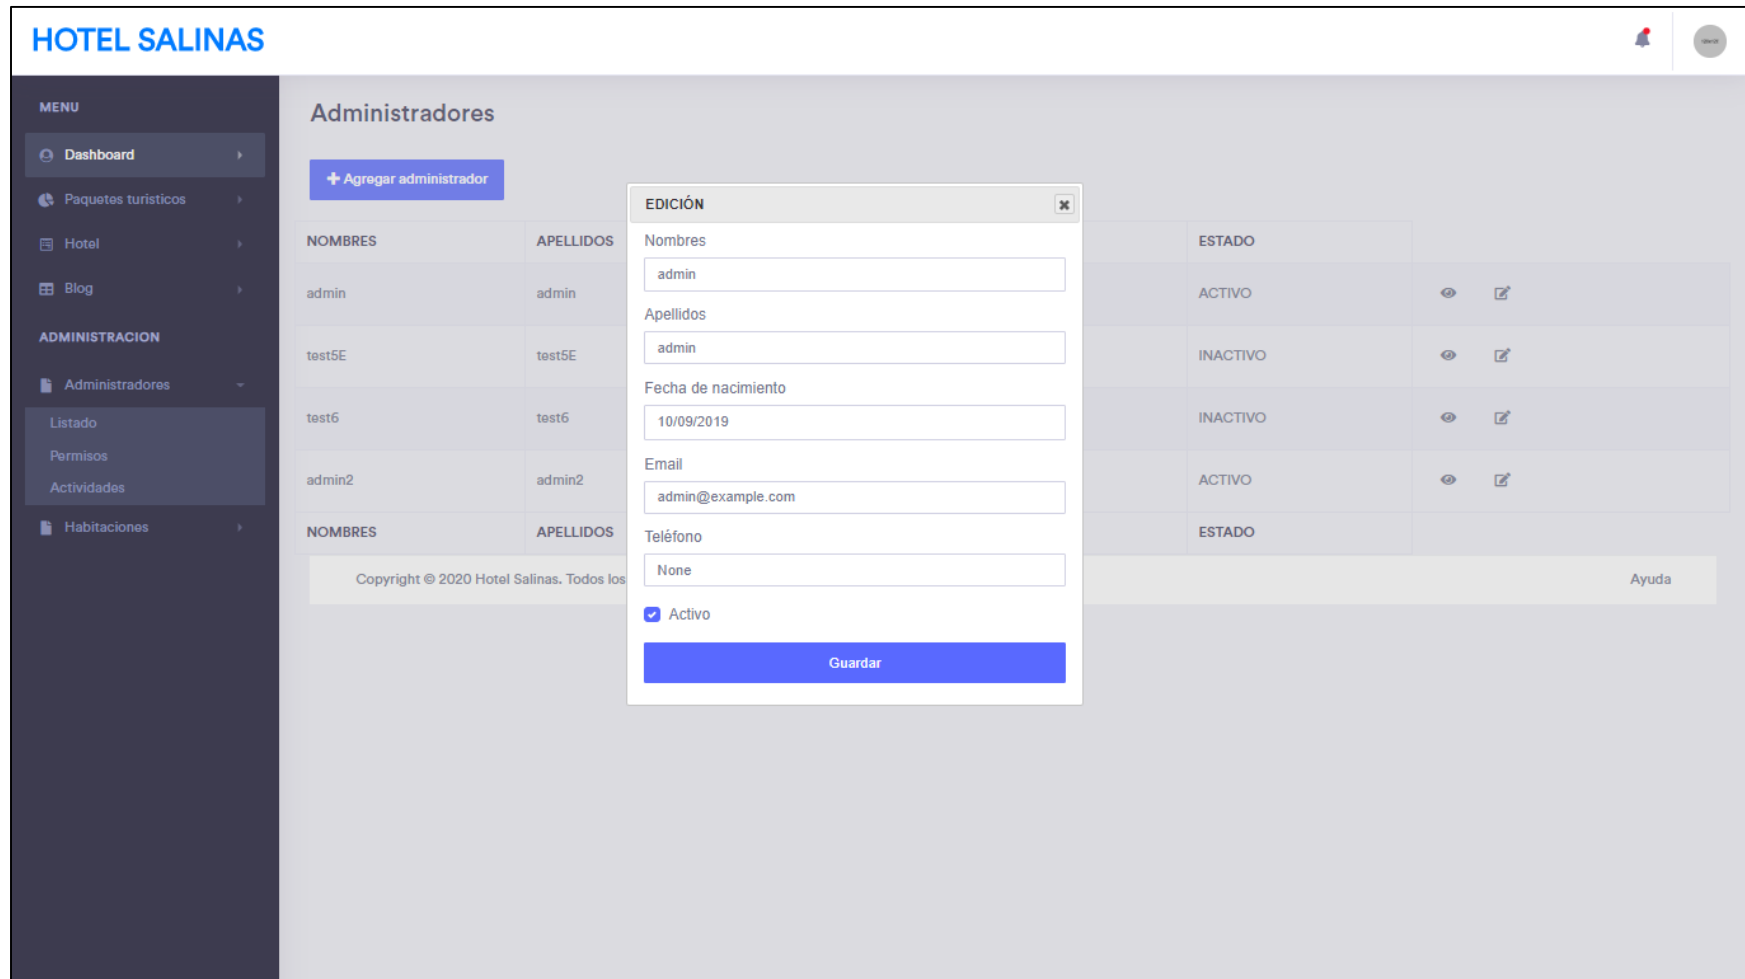 HOTEL SALINAS
MENU
Dashboard
Paquetes turisticos
Hotel
Blog
ADMINISTRACION
Administradores
Listado
Permisos
Actividades
Habitaciones
Administradores
+ Agregar administrador
NOMBRES APELLIDOS ESTADO
admin admin ACTIVO
test5E test5E INACTIVO
test6 test6 INACTIVO
admin2 admin2 ACTIVO
NOMBRES APELLIDOS ESTADO
Copyright © 2020 Hotel Salinas. Todos los
Ayuda
EDICIÓN
Nombres
admin
Apellidos
admin
Fecha de nacimiento
10/09/2019
Email
admin@example.com
Teléfono
None
Activo
Guardar